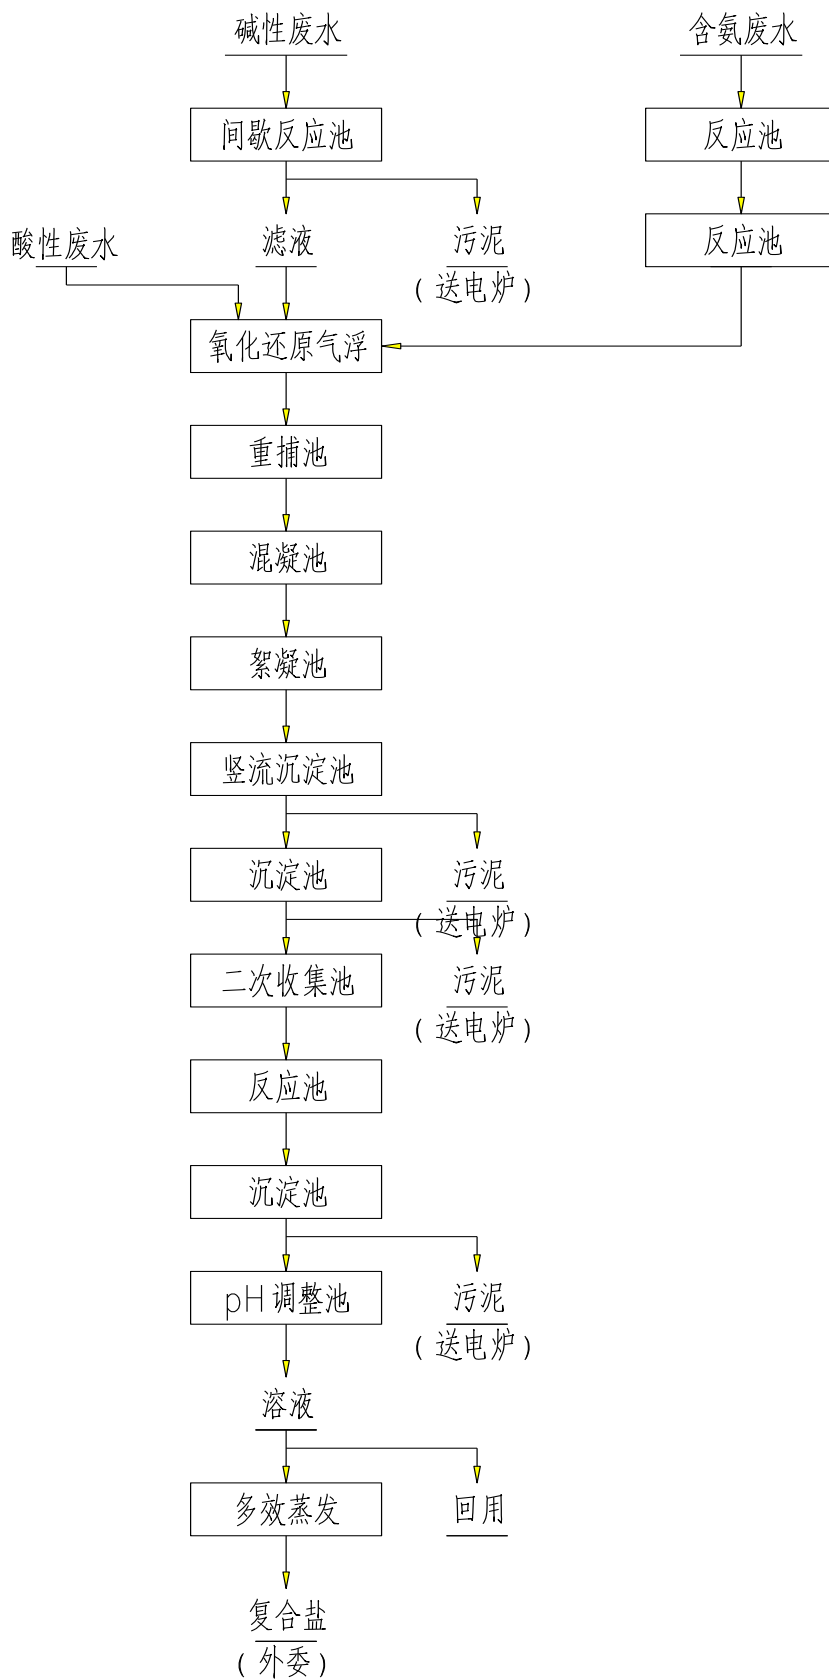 碱性废水
含氨废水
间歇反应池
反应池
酸性废水
滤液
污泥
(送电炉)
反应池
氧化还原气浮
重捕池
混凝池
絮凝池
竖流沉淀池
沉淀池
污泥
(送电炉)
二次收集池
污泥
(送电炉)
反应池
沉淀池
pH调整池
污泥
(送电炉)
溶液
多效蒸发
回用
复合盐
(外委)